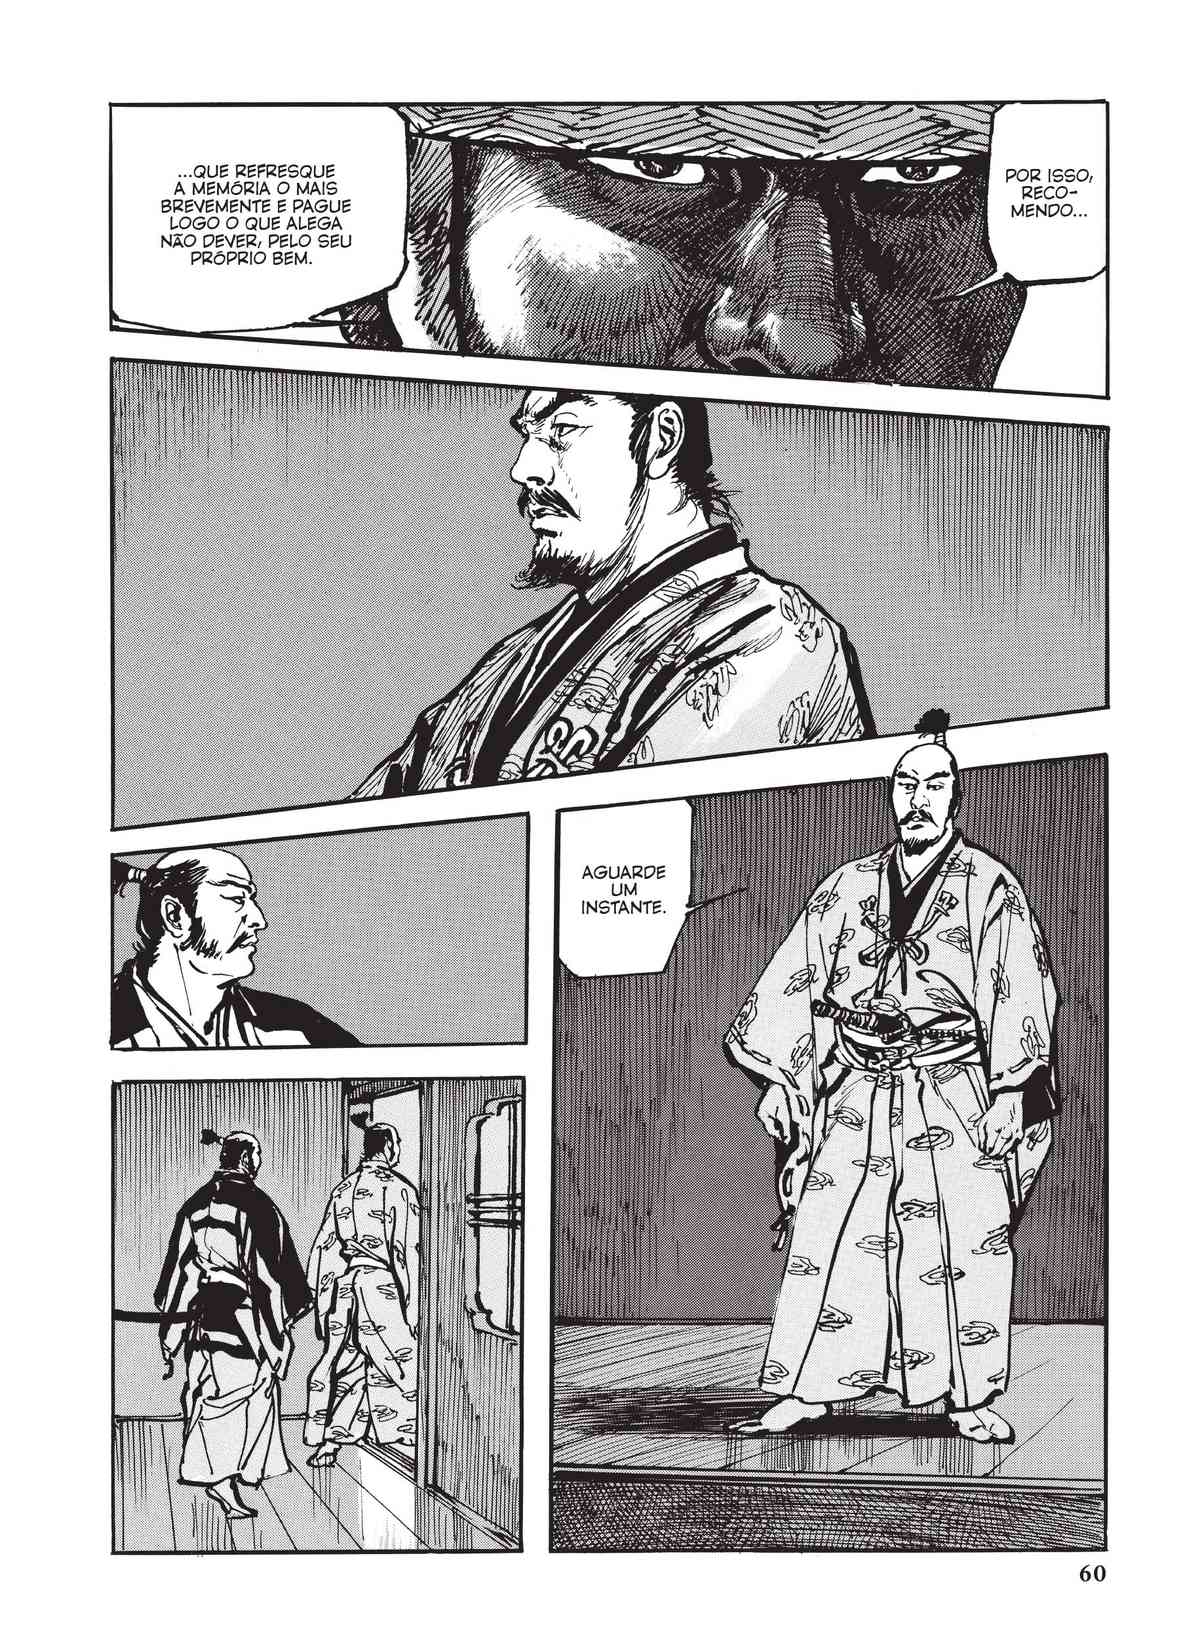 POR ISSO,
RECO-
MENDO...
...QUE REFRESQUE
A MEMÓRIA O MAIS
BREVEMENTE E PAGUE
LOGO O QUE ALEGA
NÃO DEVER, PELO SEU
PRÓPRIO BEM.
AGUARDE
UM
INSTANTE.
60